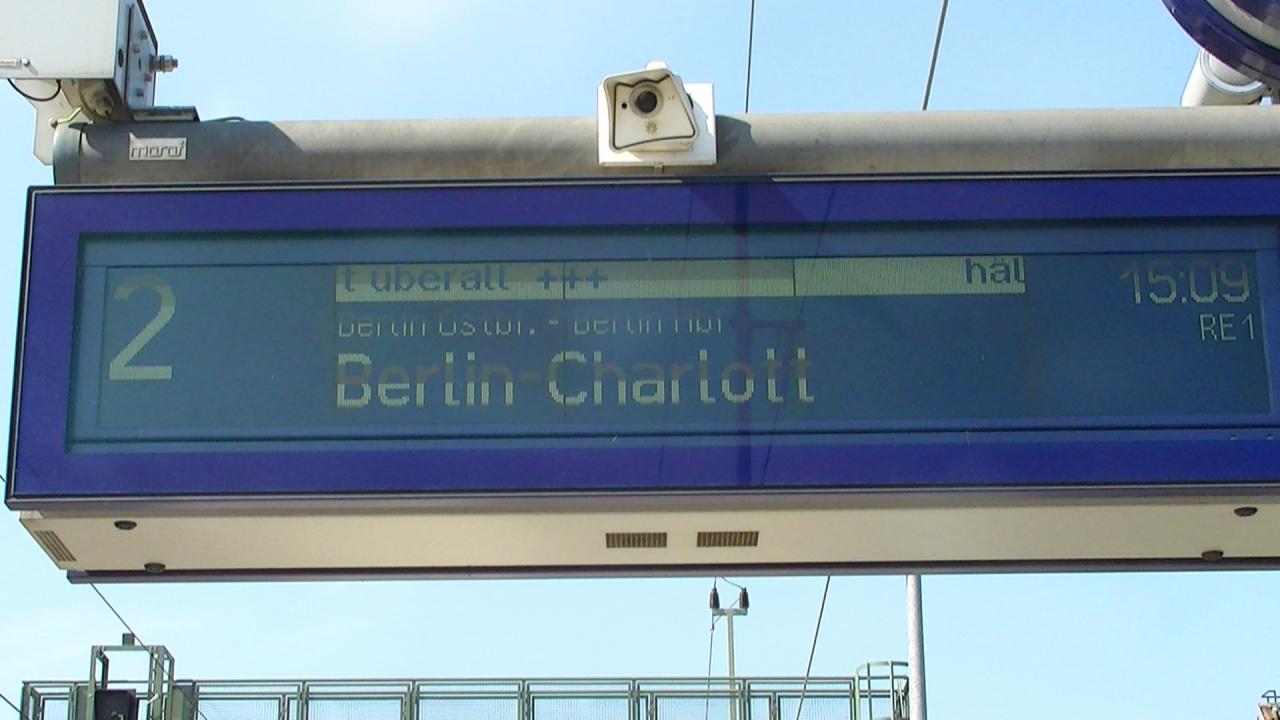 2
t überall +++ häl
15:09
Berlin Ostbf. - Berlin Hbf
RE1
Berlin-Charlott